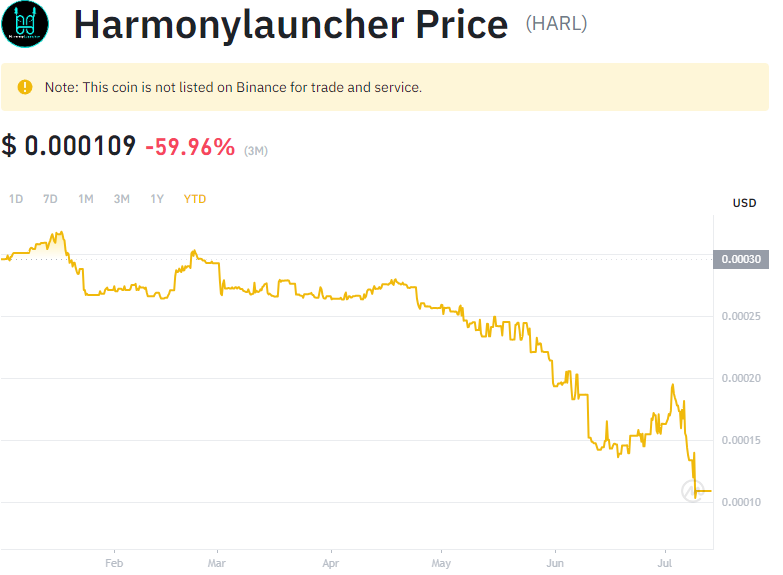 Harmonylauncher Price (HARL)
Note: This coin is not listed on Binance for trade and service.
$ 0.000109 -59.96% (3M)
1D 7D 1M 3M 1Y YTD
USD
0.00030
0.00025
0.00020
0.00015
0.00010
Feb Mar Apr May Jun Jul